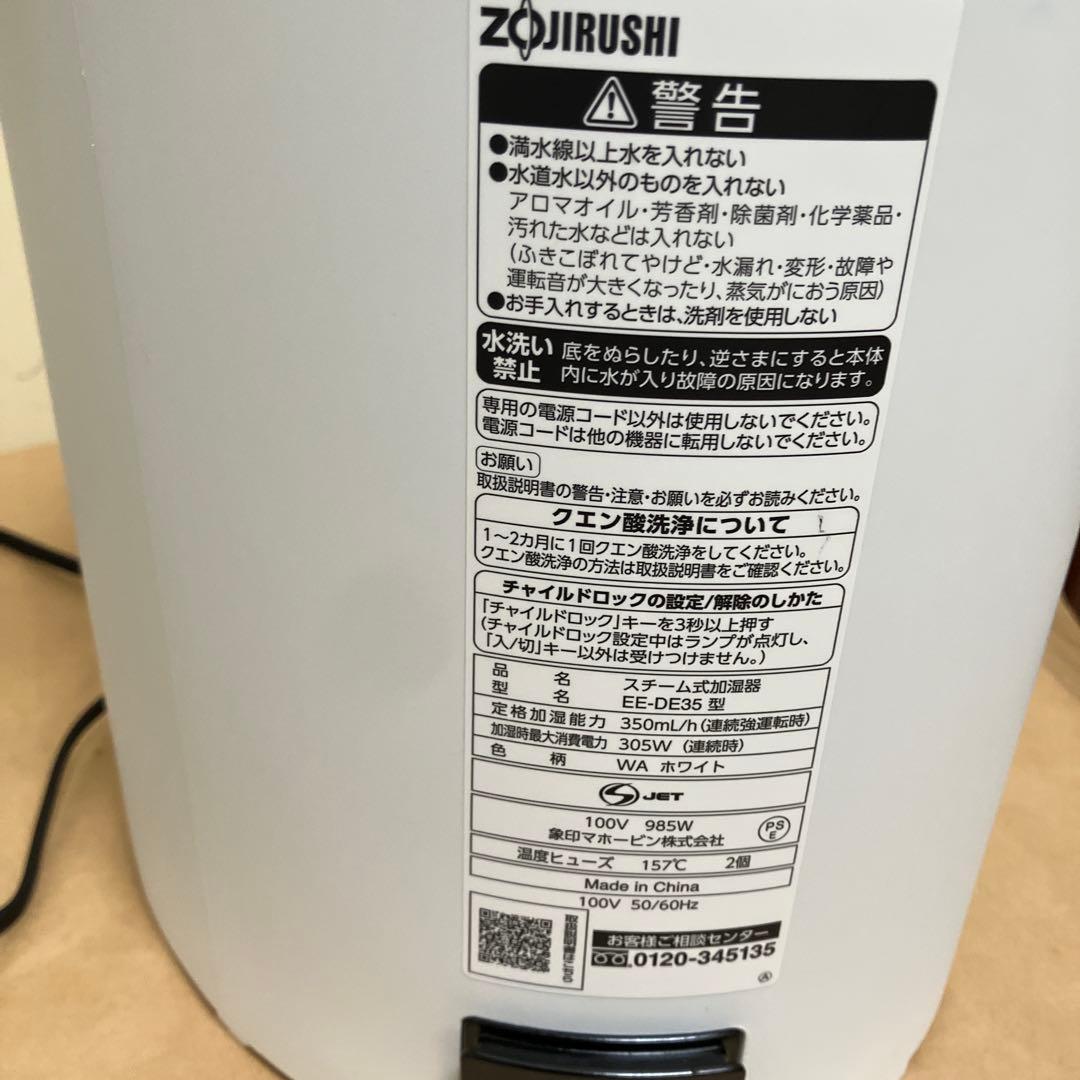 ZOJIRUSHI
警告
●満水線以上水を入れない
●水道水以外のものを入れない
アロマオイル・芳香剤・除菌剤・化学薬品・
汚れた水などは入れない
(ふきこぼれてやけど・水漏れ・変形・故障や
運転音が大きくなったり、蒸気がにおう原因)
●お手入れするときは、洗剤を使用しない
水洗い
禁止
底をぬらしたり、逆さまにすると本体
内に水が入り故障の原因になります。
専用の電源コード以外は使用しないでください。
電源コードは他の機器に転用しないでください。
お願い
取扱説明書の警告・注意・お願いを必ずお読みください。
クエン酸洗浄について
1〜2カ月に1回クエン酸洗浄をしてください。
クエン酸洗浄の方法は取扱説明書をご確認ください。
チャイルドロックの設定/解除のしかた
「チャイルドロック」キーを3秒以上押す
(チャイルドロック設定中はランプが点灯し、
「入/切」キー以外は受けつけません。)
品名 スチーム式加湿器
型名 EE-DE35 型
定格加湿能力 350mL/h(連続強運転時)
加湿時最大消費電力 305W (連続時)
色柄 WA ホワイト
JET
100V 985W
象印マホービン株式会社
PS
E
温度ヒューズ 157℃ 2個
Made in China
100V 50/60Hz
取扱説明書はこちら
お客様ご相談センター
0120-345135
A